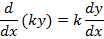 d/dx (ky) = k dy/dx